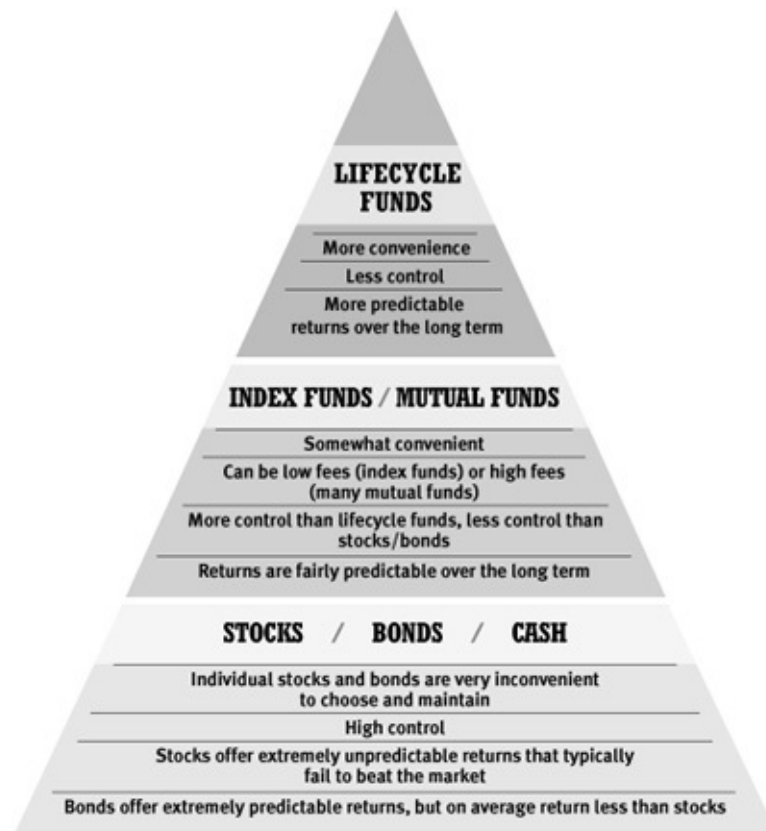 LIFECYCLE
FUNDS
More convenience
Less control
More predictable
returns over the long term
INDEX FUNDS / MUTUAL FUNDS
Somewhat convenient
Can be low fees (index funds) or high fees
(many mutual funds)
More control than lifecycle funds, less control than
stocks/bonds
Returns are fairly predictable over the long term
STOCKS / BONDS / CASH
Individual stocks and bonds are very inconvenient
to choose and maintain
High control
Stocks offer extremely unpredictable returns that typically
fail to beat the market
Bonds offer extremely predictable returns, but on average return less than stocks